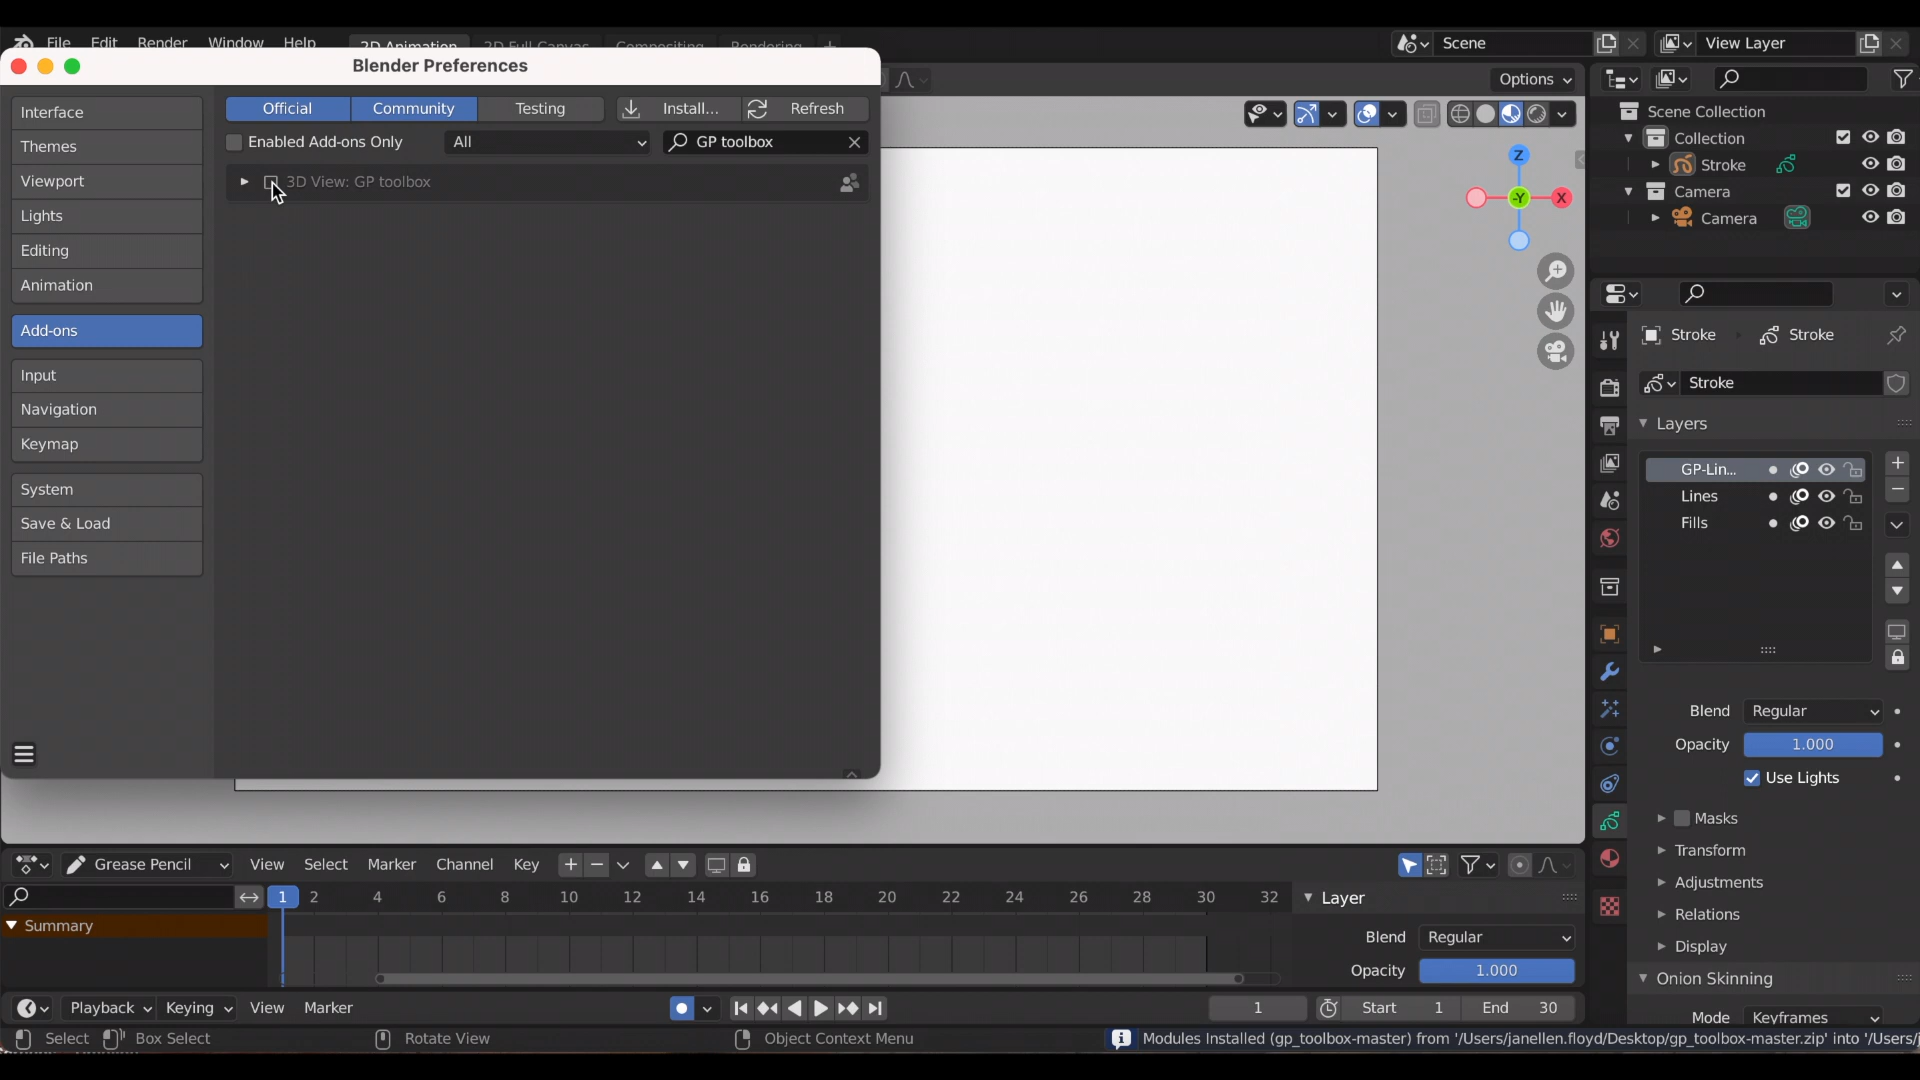 File Edit Render Window Help 2D Animation 2D Full Canvas Compositing Rendering + Scene View Layer
Blender Preferences
Options
Interface
Themes
Viewport
Lights
Editing
Animation
Add-ons
Input
Navigation
Keymap
System
Save & Load
File Paths
Official Community Testing Install... Refresh
Enabled Add-ons Only All GP toolbox
3D View: GP toolbox
Z
-Y X
Scene Collection
Collection
Stroke
Camera
Camera
Stroke Stroke
Stroke
Layers
GP-Lin...
Lines
Fills
Blend Regular
Opacity 1.000
Use Lights
Masks
Transform
Adjustments
Relations
Display
Onion Skinning
Mode Keyframes
Grease Pencil View Select Marker Channel Key
1 2 4 6 8 10 12 14 16 18 20 22 24 26 28 30 32
Summary
Layer
Blend Regular
Opacity 1.000
Playback Keying View Marker 1 Start 1 End 30
Select Box Select Rotate View Object Context Menu Modules Installed (gp_toolbox-master) from '/Users/janellen.floyd/Desktop/gp_toolbox-master.zip' into '/Users/j